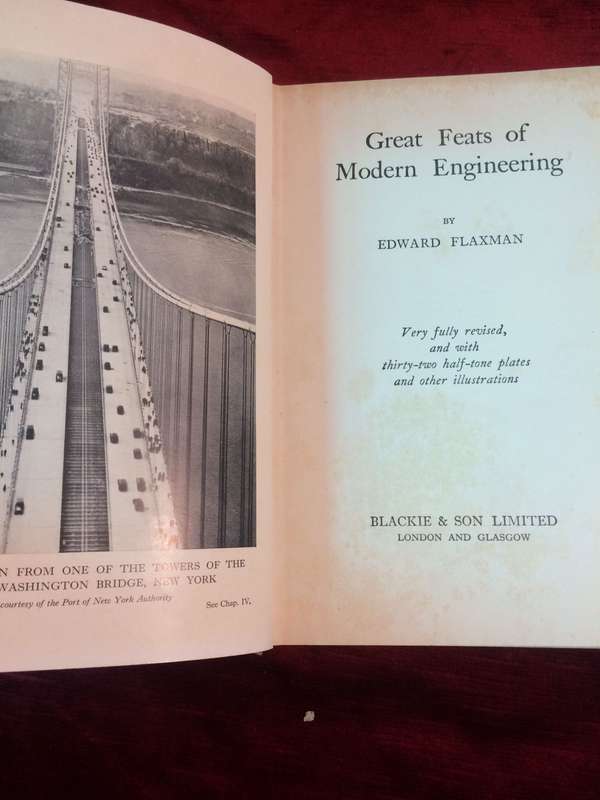 N FROM ONE OF THE TOWERS OF THE
WASHINGTON BRIDGE, NEW YORK
courtesy of the Port of New York Authority
See Chap. IV.
Great Feats of
Modern Engineering
BY
EDWARD FLAXMAN
Very fully revised,
and with
thirty-two half-tone plates
and other illustrations
BLACKIE & SON LIMITED
LONDON AND GLASGOW